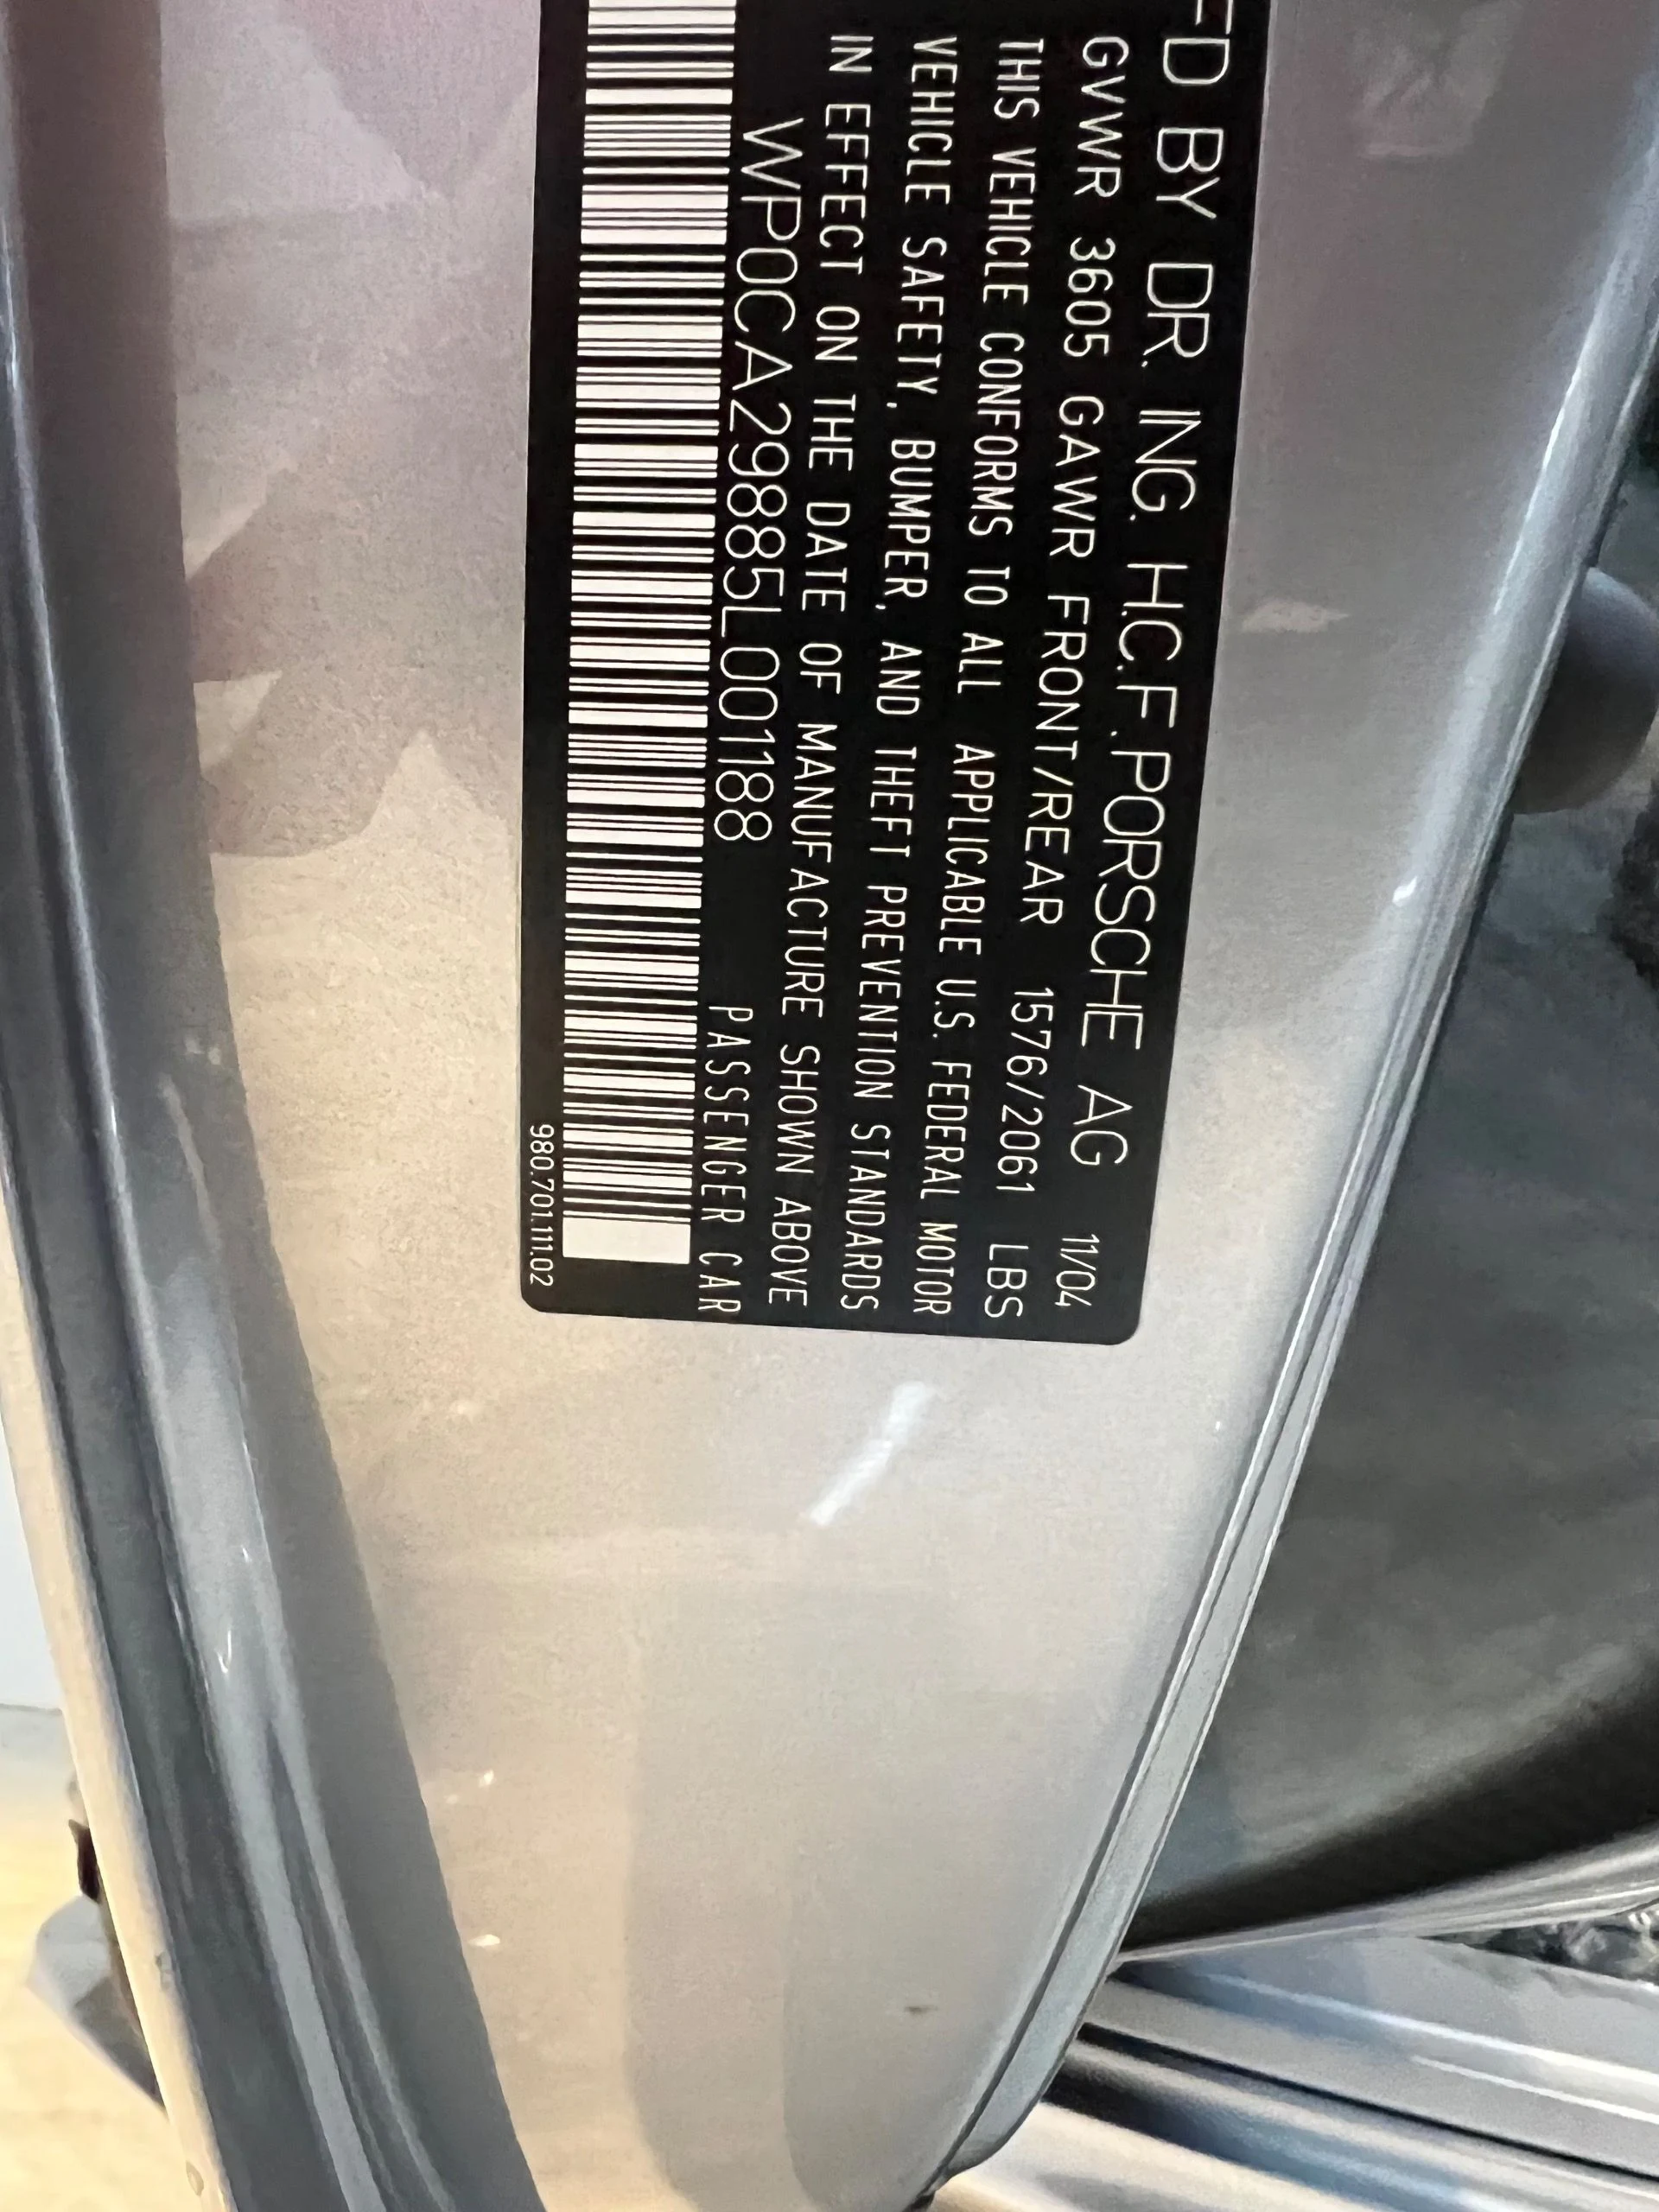 FD BY DR. ING. H.C.F. PORSCHE AG 11/04
GVWR 3605 GAWR FRONT/REAR 1576/2061 LBS
THIS VEHICLE CONFORMS TO ALL APPLICABLE U.S. FEDERAL MOTOR
VEHICLE SAFETY, BUMPER, AND THEFT PREVENTION STANDARDS
IN EFFECT ON THE DATE OF MANUFACTURE SHOWN ABOVE
WP0CA29885L001188 PASSENGER CAR
980.701.111.02